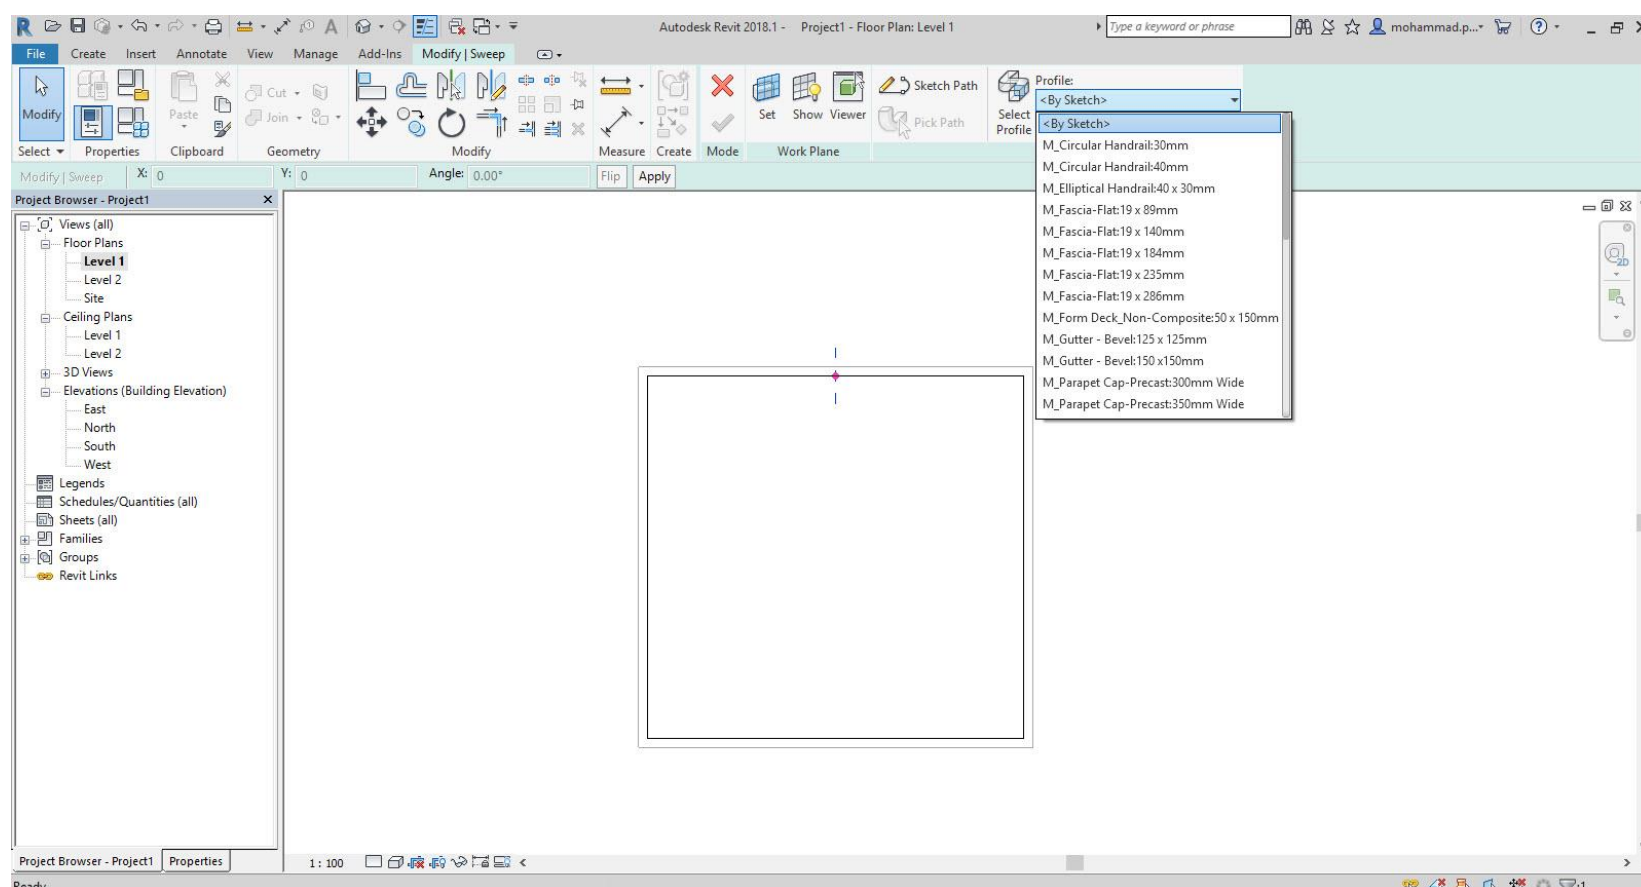 Autodesk Revit 2018.1 - Project1 - Floor Plan: Level 1
Type a keyword or phrase
mohammad.p...
File Create Insert Annotate View Manage Add-Ins Modify | Sweep
Modify
Paste
Cut
Join
Set Show Viewer
Sketch Path
Pick Path
Select Profile
Profile:
<By Sketch>
Select Properties Clipboard Geometry Modify Measure Create Mode Work Plane
Modify | Sweep X: 0 Y: 0 Angle: 0.00° Flip Apply
<By Sketch>
M_Circular Handrail:30mm
M_Circular Handrail:40mm
M_Elliptical Handrail:40 x 30mm
M_Fascia-Flat:19 x 89mm
M_Fascia-Flat:19 x 140mm
M_Fascia-Flat:19 x 184mm
M_Fascia-Flat:19 x 235mm
M_Fascia-Flat:19 x 286mm
M_Form Deck_Non-Composite:50 x 150mm
M_Gutter - Bevel:125 x 125mm
M_Gutter - Bevel:150 x150mm
M_Parapet Cap-Precast:300mm Wide
M_Parapet Cap-Precast:350mm Wide
2D
Project Browser - Project1
Views (all)
Floor Plans
Level 1
Level 2
Site
Ceiling Plans
Level 1
Level 2
3D Views
Elevations (Building Elevation)
East
North
South
West
Legends
Schedules/Quantities (all)
Sheets (all)
Families
Groups
Revit Links
Project Browser - Project1 Properties
1 : 100
Ready
:1